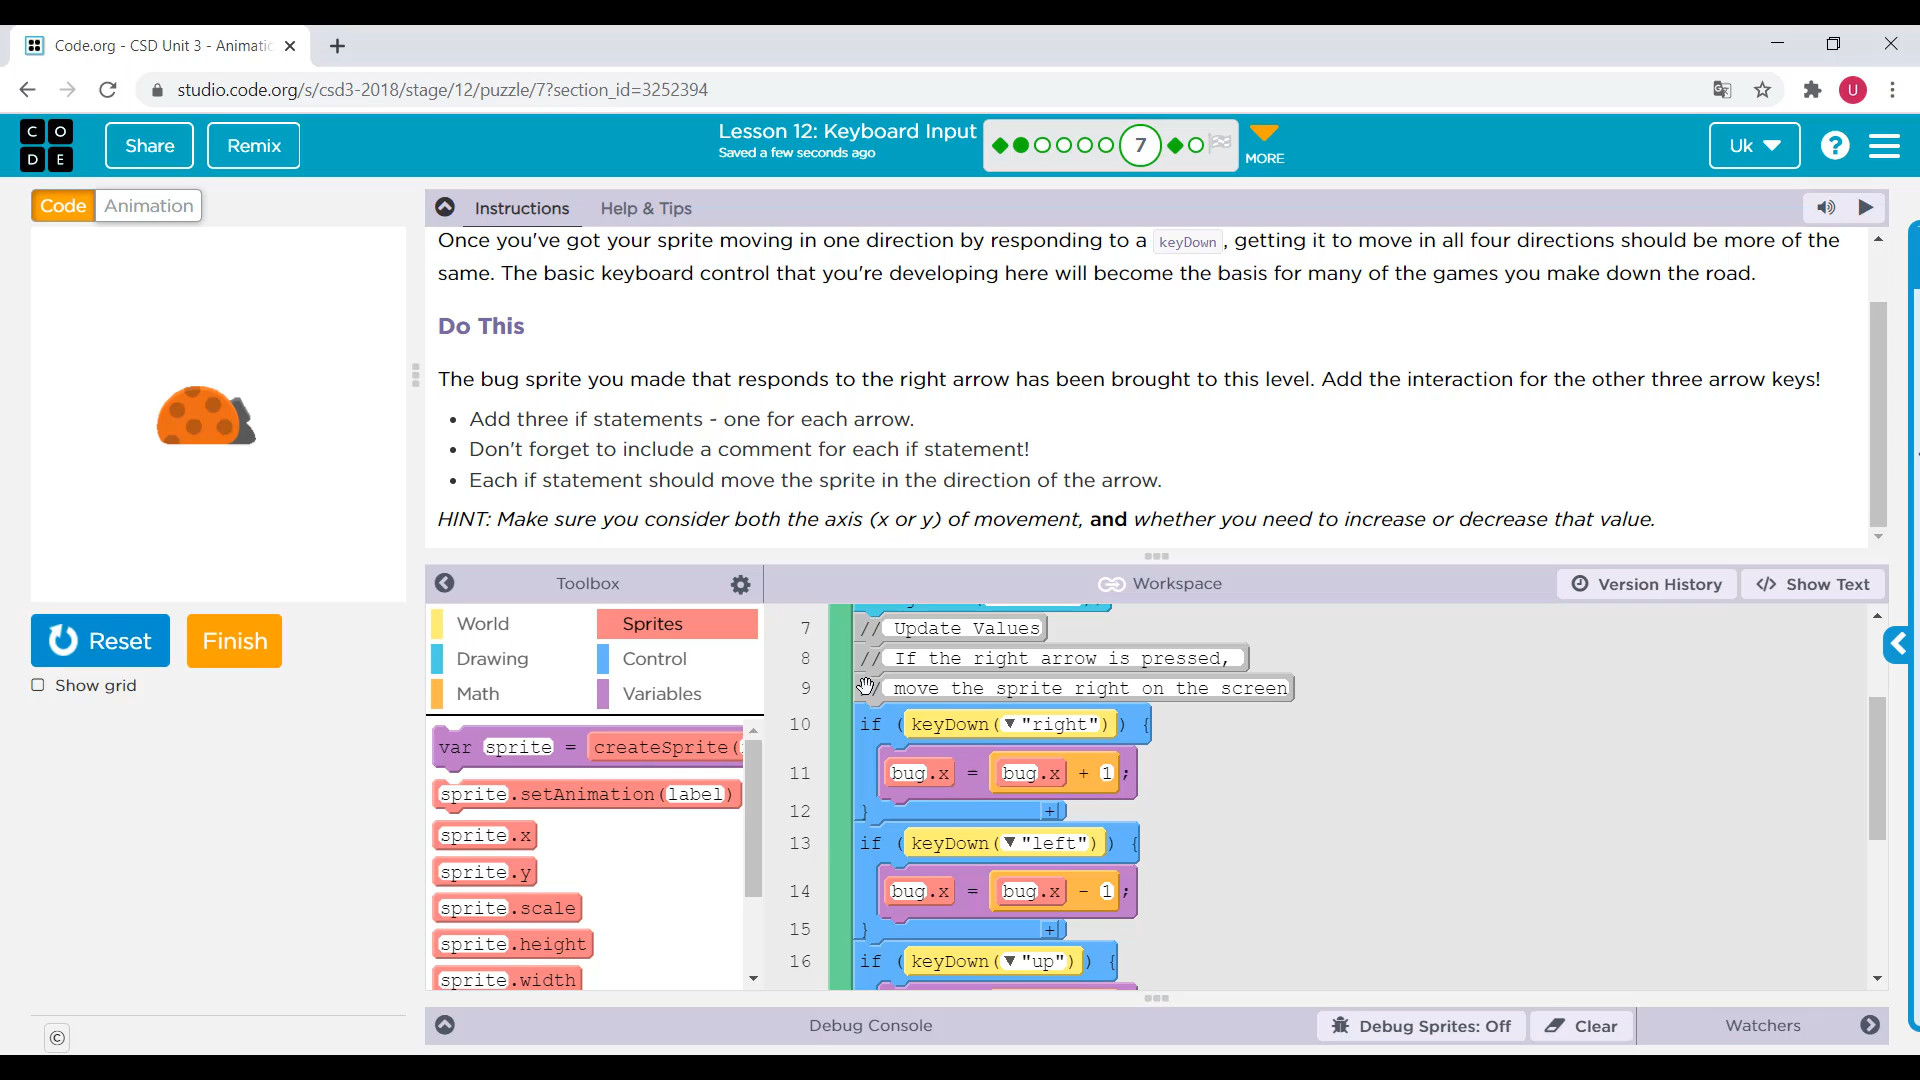 Code.org - CSD Unit 3 - Animatic
studio.code.org/s/csd3-2018/stage/12/puzzle/7?section_id=3252394
U
C O
D E
Share
Remix
Lesson 12: Keyboard Input
Saved a few seconds ago
7
MORE
Uk
?
Code
Animation
Instructions
Help & Tips
Once you've got your sprite moving in one direction by responding to a keyDown, getting it to move in all four directions should be more of the
same. The basic keyboard control that you're developing here will become the basis for many of the games you make down the road.
Do This
The bug sprite you made that responds to the right arrow has been brought to this level. Add the interaction for the other three arrow keys!
• Add three if statements - one for each arrow.
• Don't forget to include a comment for each if statement!
• Each if statement should move the sprite in the direction of the arrow.
HINT: Make sure you consider both the axis (x or y) of movement, and whether you need to increase or decrease that value.
Reset
Finish
Show grid
©
Toolbox
Workspace
Version History
Show Text
World
Sprites
Drawing
Control
Math
Variables
var sprite = createSprite(
sprite.setAnimation(label)
sprite.x
sprite.y
sprite.scale
sprite.height
sprite.width
7 // Update Values
8 // If the right arrow is pressed,
9 // move the sprite right on the screen
10 if (keyDown("right")) {
11 bug.x = bug.x + 1;
12 }
13 if (keyDown("left")) {
14 bug.x = bug.x - 1;
15 }
16 if (keyDown("up")) {
Debug Console
Debug Sprites: Off
Clear
Watchers